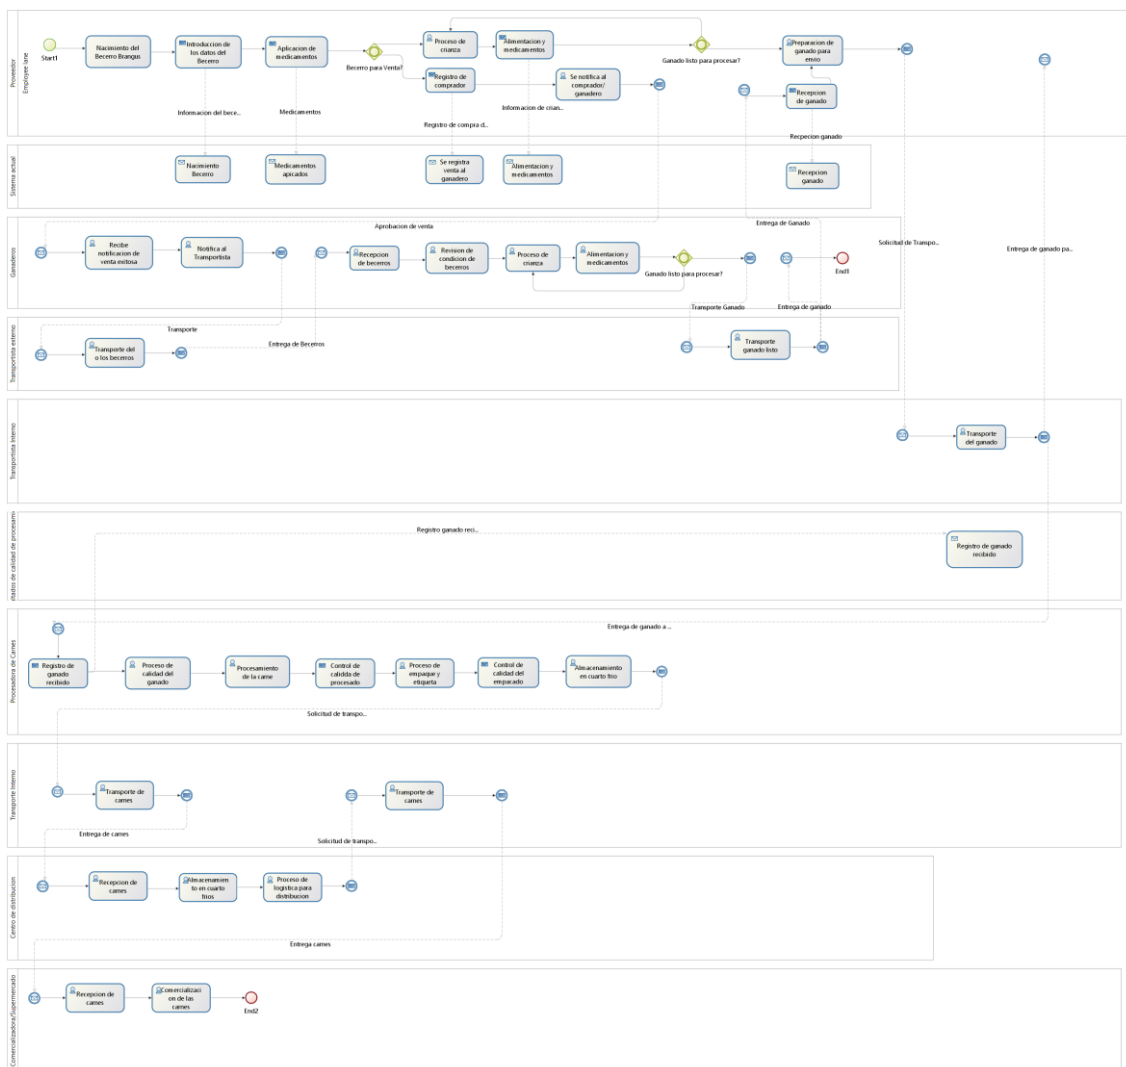 Proveedor
Employee lane
Start1
Nacimiento del
Becerro Brangus
Introduccion de
los datos del
Becerro
Aplicacion de
medicamentos
Becerro para Venta?
Proceso de
crianza
Alimentacion y
medicamentos
Registro de
comprador
Se notifica al
comprador/
ganadero
Ganado listo para procesar?
Preparacion de
ganado para
envio
Recepcion
de ganado
Informacion del bece...
Medicamentos
Registro de compra d...
Informacion de crian...
Recpecion ganado
Sistema actual
Nacimiento
Becerro
Medicamentos
apicados
Se registra
venta al
ganadero
Alimentacion y
medicamentos
Recepcion
ganado
Aprobacion de venta
Entrega de Ganado
Solicitud de Transpo...
Entrega de ganado pa...
Ganaderos
Recibe
notificacion de
venta exitosa
Notifica al
Transportista
Recepcion
de becerros
Revision de
condicion de
becerros
Proceso de
crianza
Alimentacion y
medicamentos
Ganado listo para procesar?
End1
Transporte Ganado
Entrega de ganado
Transporte
Entrega de Becerros
Transportista externo
Transporte del
o los becerros
Transporte
ganado listo
Transportista Interno
Transporte
del ganado
ltados de calidad de procesami
Registro ganado reci...
Registro de ganado
recibido
Entrega de ganado a ...
Procesadora de Carnes
Registro de
ganado
recibido
Proceso de
calidad del
ganado
Procesamiento
de la carne
Control de
calidda de
procesado
Proceso de
empaque y
etiqueta
Control de
calidad del
empacado
Almacenamiento
en cuarto frio
Solicitud de transpo...
Transporte Interno
Transporte de
carnes
Transporte de
carnes
Entrega de carnes
Solicitud de transpo...
Centro de distribucion
Recepcion de
carnes
Almacenamien
to en cuarto
frios
Proceso de
logistica para
distribucion
Entrega carnes
Comercializadora/Supermercado
Recepcion de
carnes
Comercializaci
on de las
carnes
End2